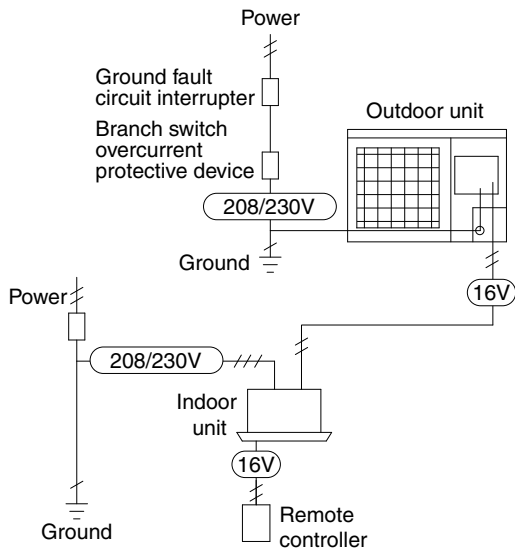 Power
Ground fault
circuit interrupter
Outdoor unit
Branch switch
overcurrent
protective device
208/230V
Ground
16V
Power
208/230V
Indoor
unit
16V
Ground
Remote
controller